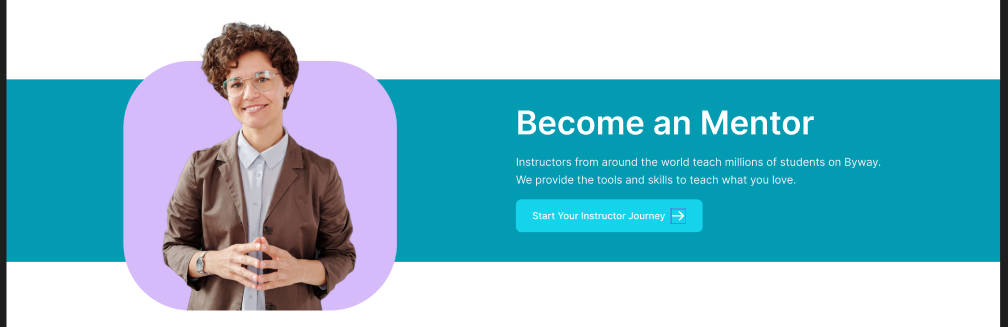 Become an Mentor
Instructors from around the world teach millions of students on Byway.
We provide the tools and skills to teach what you love.
Start Your Instructor Journey